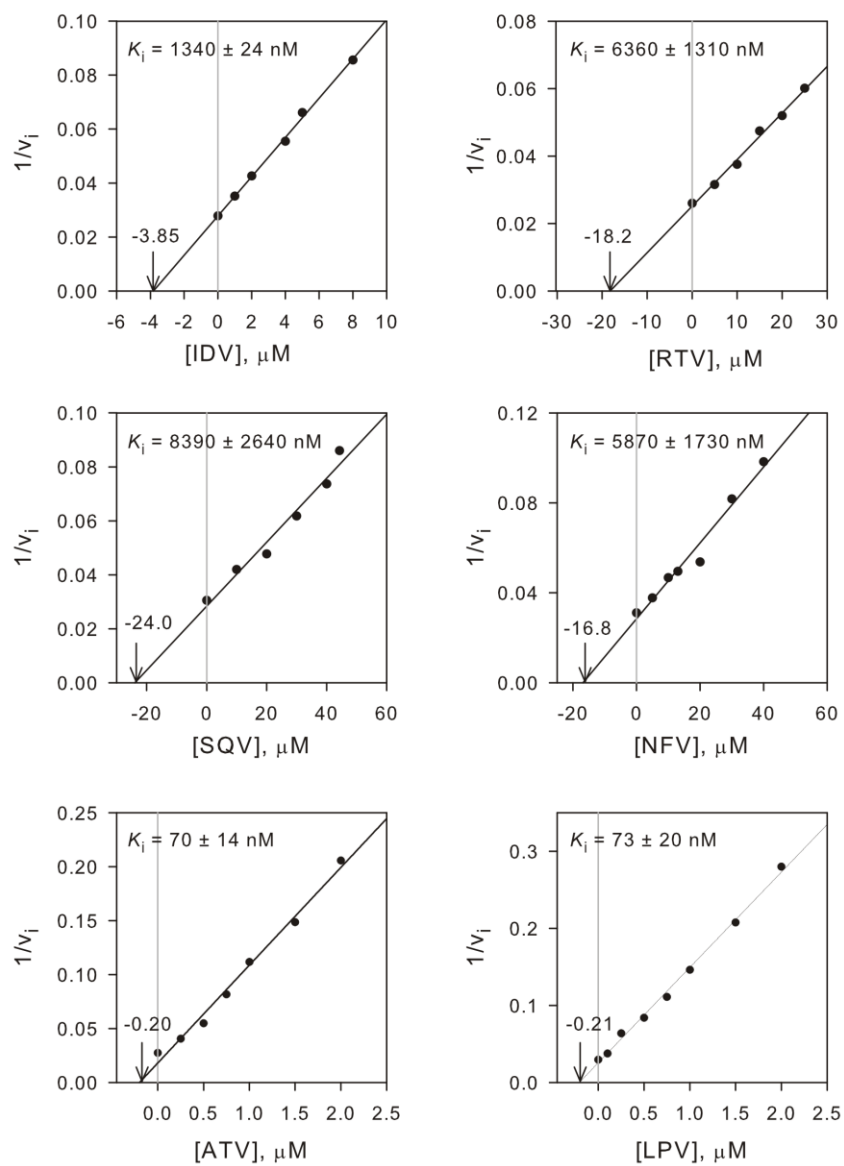 0.10
0.08
0.06
0.04
0.02
0.00
1/vi
Ki = 1340 ± 24 nM
-3.85
-6 -4 -2 0 2 4 6 8 10
[IDV], μM
0.08
0.06
0.04
0.02
0.00
1/vi
Ki = 6360 ± 1310 nM
-18.2
-30 -20 -10 0 10 20 30
[RTV], μM
0.10
0.08
0.06
0.04
0.02
0.00
1/vi
Ki = 8390 ± 2640 nM
-24.0
-20 0 20 40 60
[SQV], μM
0.12
0.08
0.04
0.00
1/vi
Ki = 5870 ± 1730 nM
-16.8
-20 0 20 40 60
[NFV], μM
0.25
0.20
0.15
0.10
0.05
0.00
1/vi
Ki = 70 ± 14 nM
-0.20
0.0 0.5 1.0 1.5 2.0 2.5
[ATV], μM
0.3
0.2
0.1
0.0
1/vi
Ki = 73 ± 20 nM
-0.21
0.0 0.5 1.0 1.5 2.0 2.5
[LPV], μM